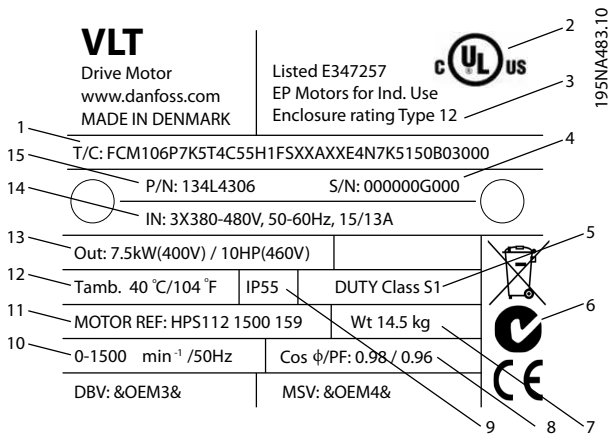 VLT
Drive Motor
www.danfoss.com
MADE IN DENMARK
Listed E347257
EP Motors for Ind. Use
Enclosure rating Type 12
C UL US
195NA483.10
T/C: FCM106P7K5T4C55H1FSXXAXXE4N7K5150B03000
P/N: 134L4306 S/N: 000000G000
IN: 3X380-480V, 50-60Hz, 15/13A
Out: 7.5kW(400V) / 10HP(460V)
Tamb. 40 °C/104 °F IP55 DUTY Class S1
MOTOR REF: HPS112 1500 159 Wt 14.5 kg
0-1500 min⁻¹ /50Hz Cos ϕ/PF: 0.98 / 0.96
CE
DBV: &OEM3& MSV: &OEM4&
1
15
14
13
12
11
10
2
3
4
5
6
7
8
9